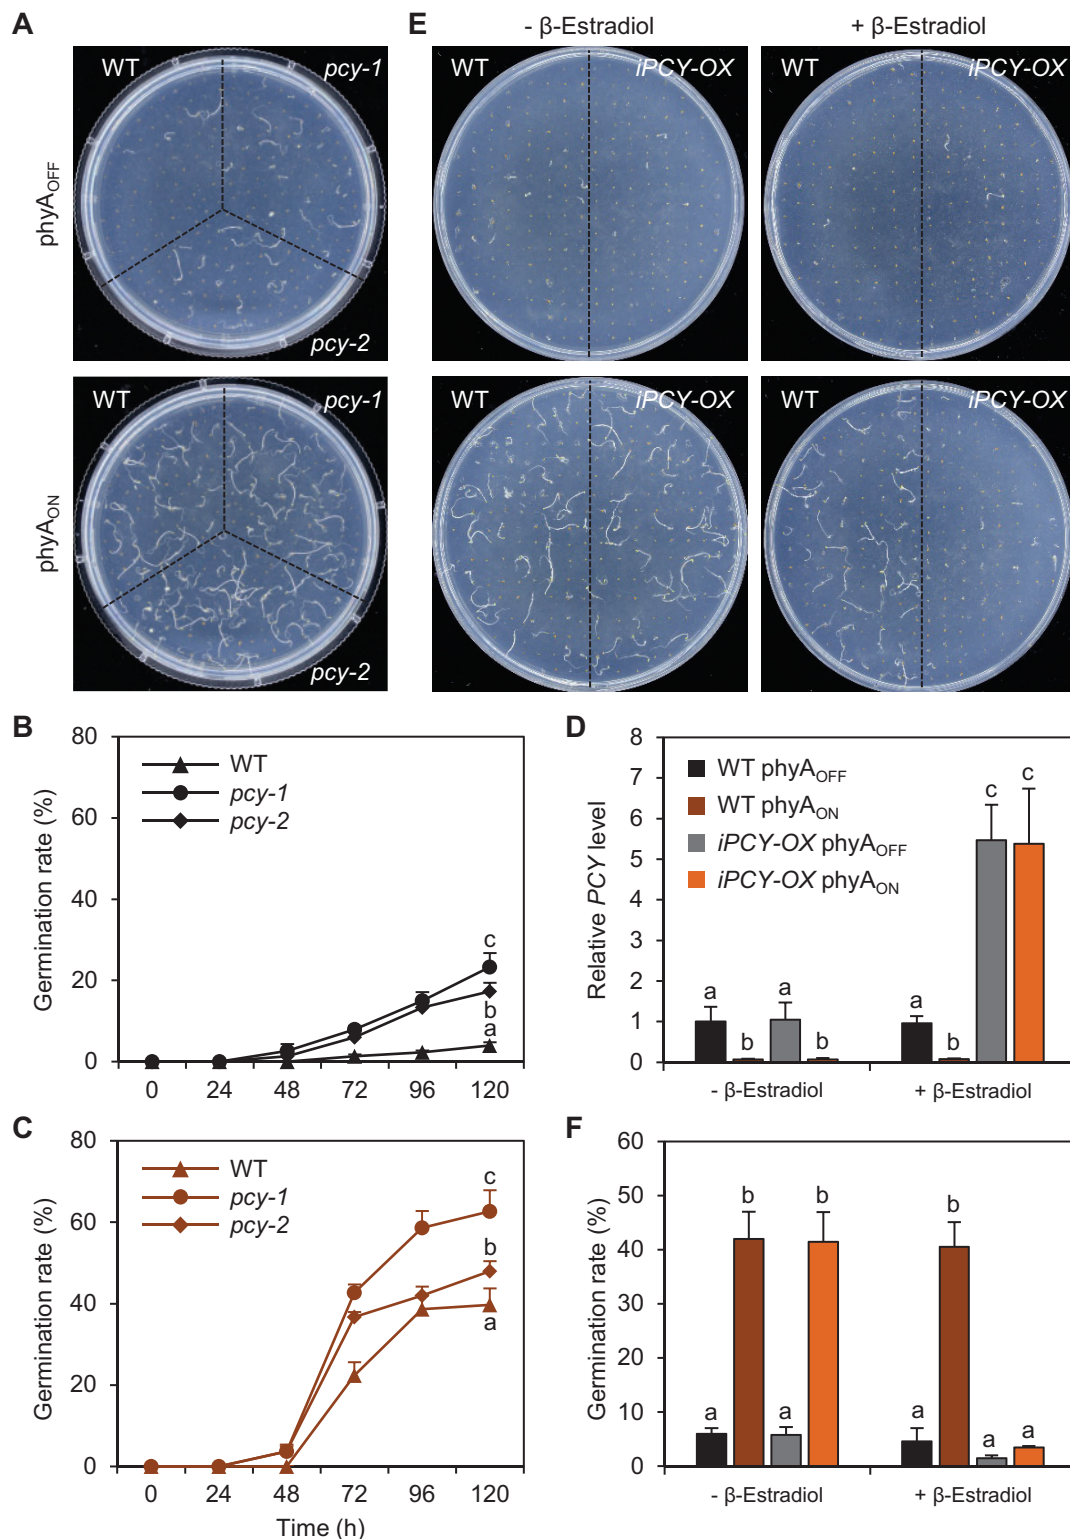 A
WT
pcy-1
pcy-2
phyAOFF
WT
pcy-1
pcy-2
phyAON
E
- β-Estradiol
+ β-Estradiol
WT
iPCY-OX
WT
iPCY-OX
WT
iPCY-OX
WT
iPCY-OX
B
80
60
40
20
0
Germination rate (%)
WT
pcy-1
pcy-2
c
b
a
0 24 48 72 96 120
C
80
60
40
20
0
Germination rate (%)
WT
pcy-1
pcy-2
c
b
a
0 24 48 72 96 120
Time (h)
D
8
7
6
5
4
3
2
1
0
Relative PCY level
WT phyAOFF
WT phyAON
iPCY-OX phyAOFF
iPCY-OX phyAON
a b a b a b c c
- β-Estradiol
+ β-Estradiol
F
60
50
40
30
20
10
0
Germination rate (%)
a b a b a b a a
- β-Estradiol
+ β-Estradiol